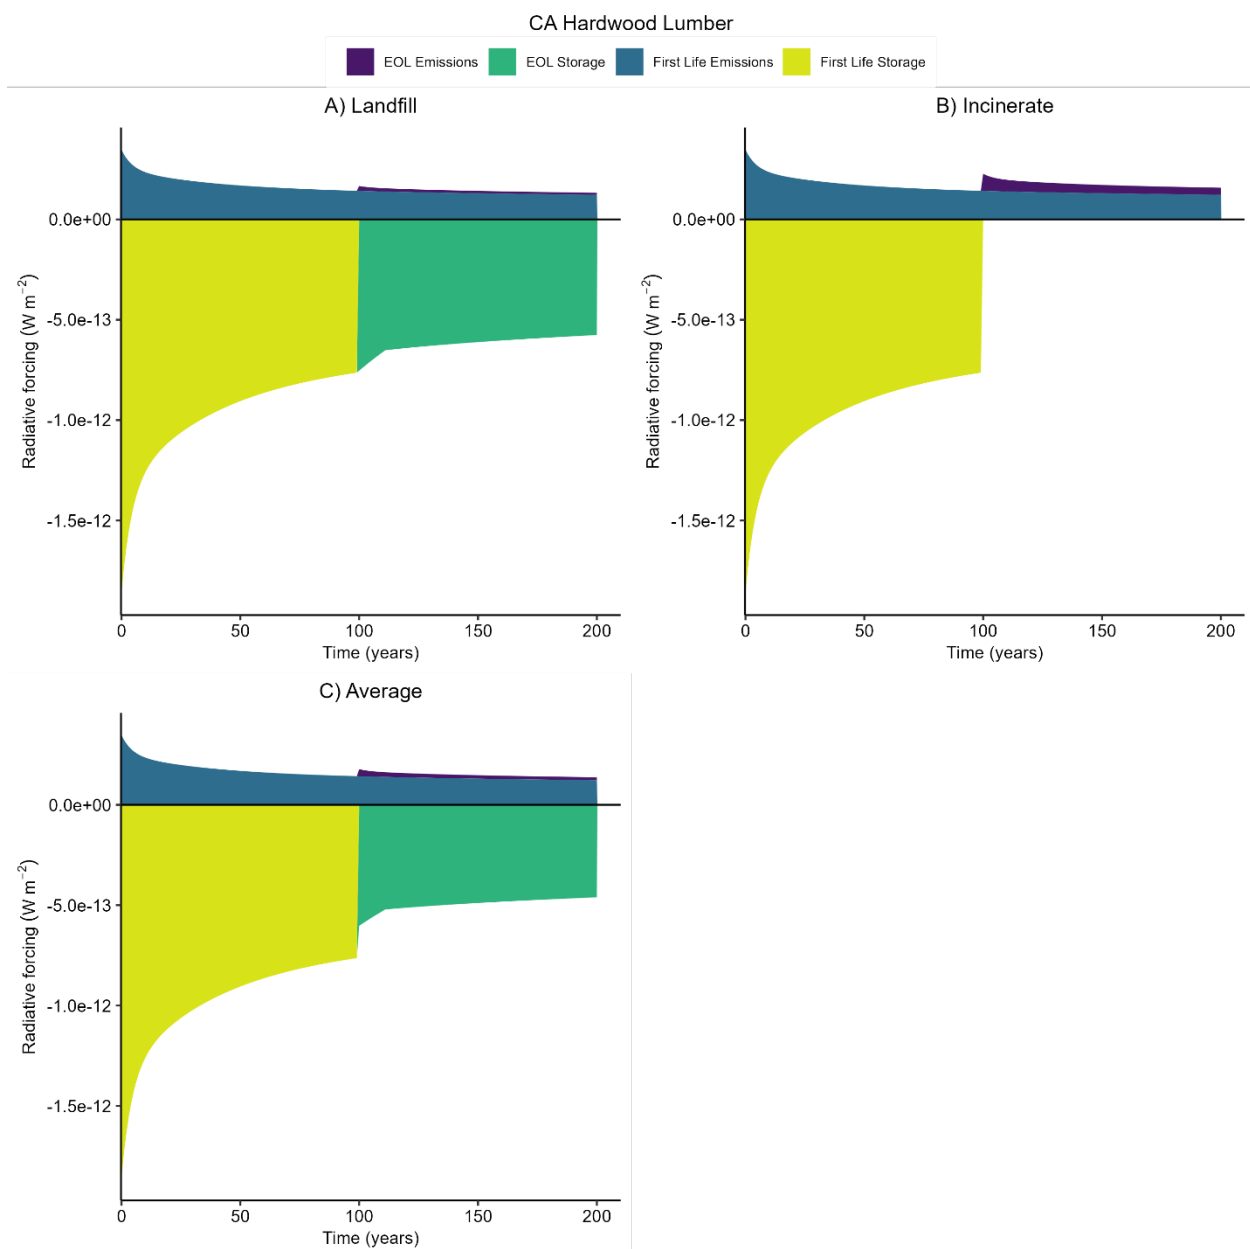 CA Hardwood Lumber
EOL Emissions EOL Storage First Life Emissions First Life Storage
A) Landfill
0.0e+00
-5.0e-13
-1.0e-12
-1.5e-12
Radiative forcing (W m⁻²)
0 50 100 150 200
Time (years)
B) Incinerate
0.0e+00
-5.0e-13
-1.0e-12
-1.5e-12
Radiative forcing (W m⁻²)
0 50 100 150 200
Time (years)
C) Average
0.0e+00
-5.0e-13
-1.0e-12
-1.5e-12
Radiative forcing (W m⁻²)
0 50 100 150 200
Time (years)